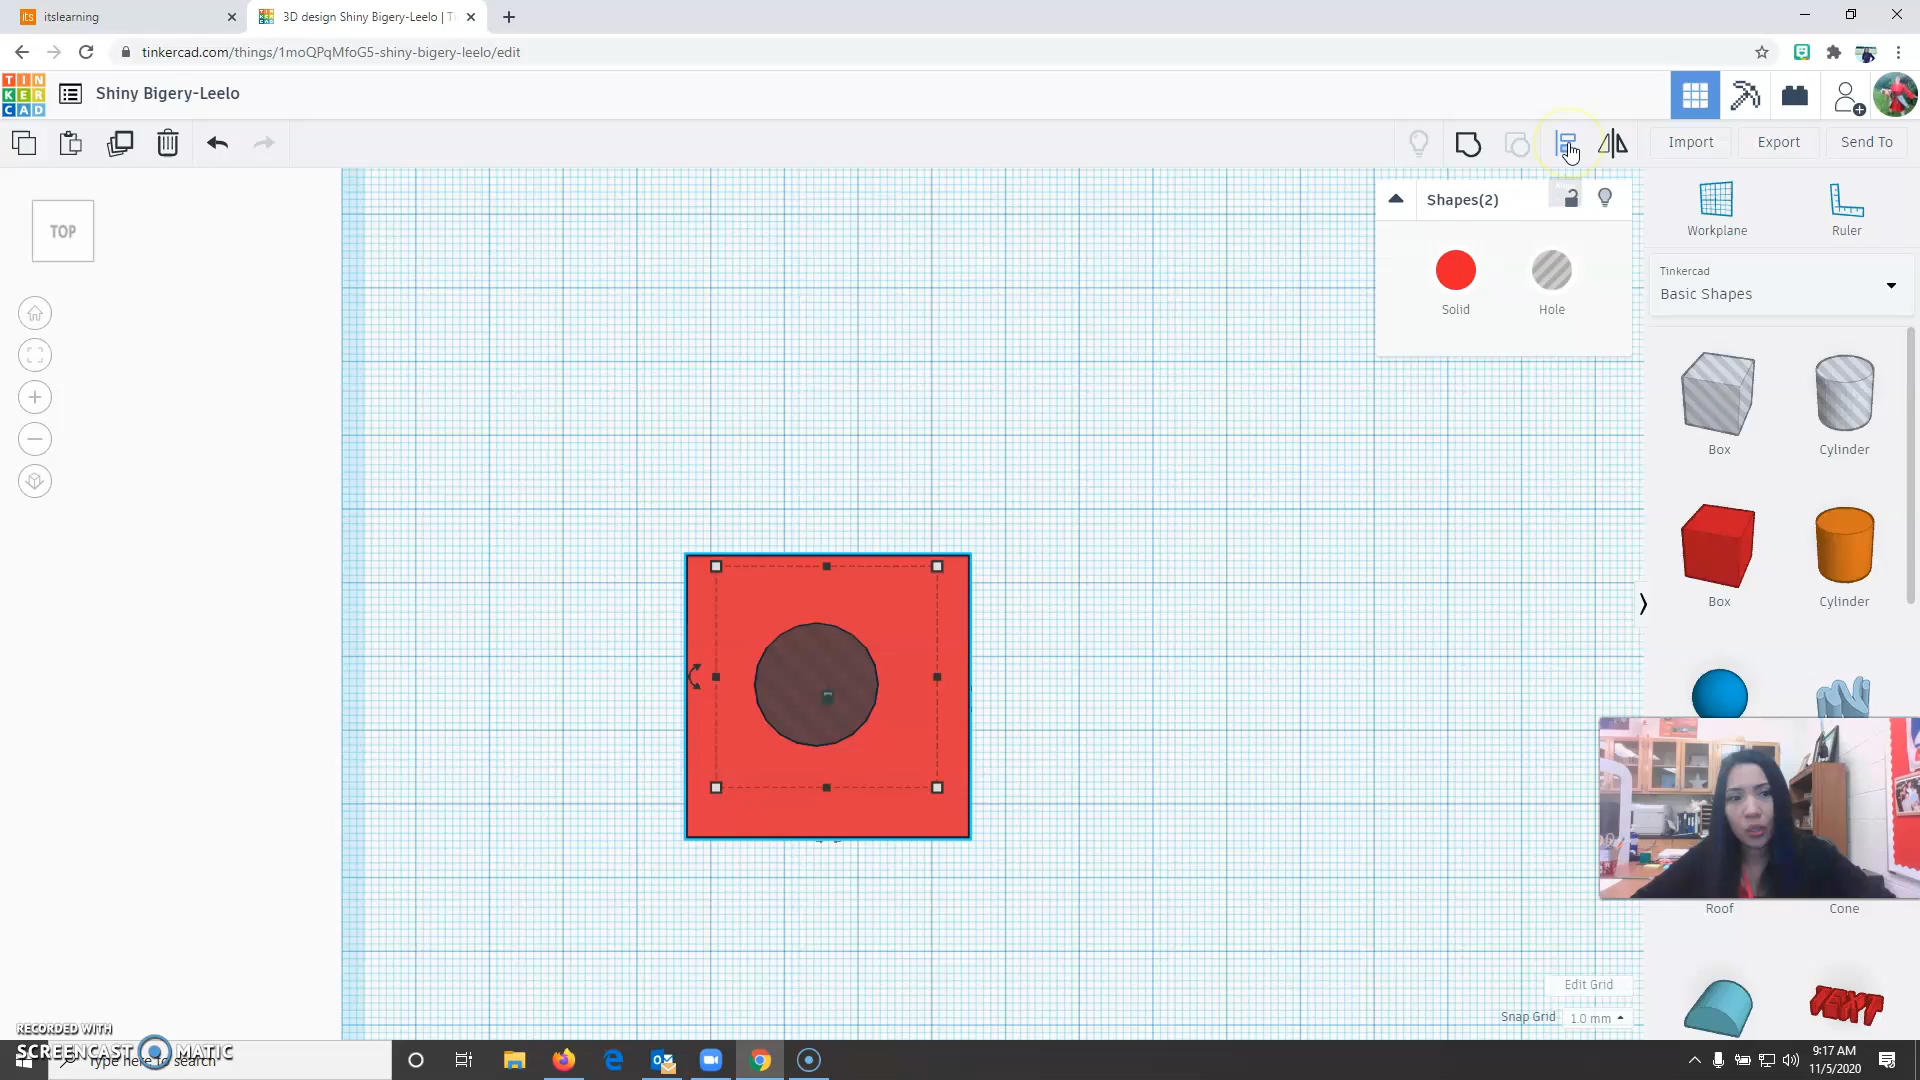 its itslearning
3D design Shiny Bigery-Leelo | Ti
tinkercad.com/things/1moQPqMfoG5-shiny-bigery-leelo/edit
TIN
KER
CAD
Shiny Bigery-Leelo
Import
Export
Send To
TOP
Shapes(2)
Solid
Hole
Workplane
Ruler
Tinkercad
Basic Shapes
Box
Cylinder
Box
Cylinder
Roof
Cone
TEXT
Edit Grid
Snap Grid 1.0 mm
RECORDED WITH
SCREENCAST MATIC
Type here to search
9:17 AM
11/5/2020